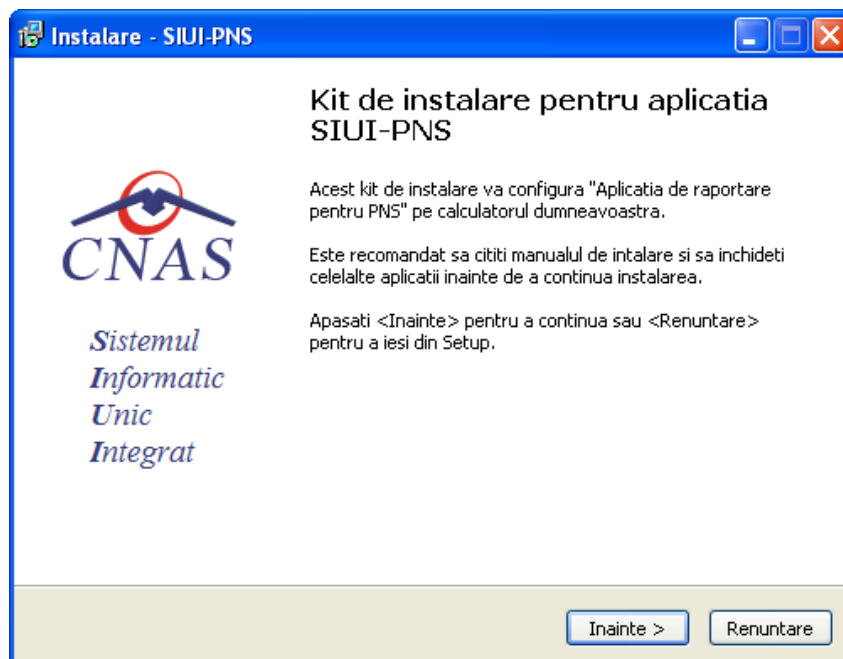 Instalare - SIUI-PNS
Kit de instalare pentru aplicatia
SIUI-PNS
Acest kit de instalare va configura "Aplicatia de raportare
pentru PNS" pe calculatorul dumneavoastra.
Este recomandat sa cititi manualul de intalare si sa inchideti
celelalte aplicatii inainte de a continua instalarea.
Apasati <Inainte> pentru a continua sau <Renuntare>
pentru a iesi din Setup.
CNAS
Sistemul
Informatic
Unic
Integrat
Inainte >
Renuntare